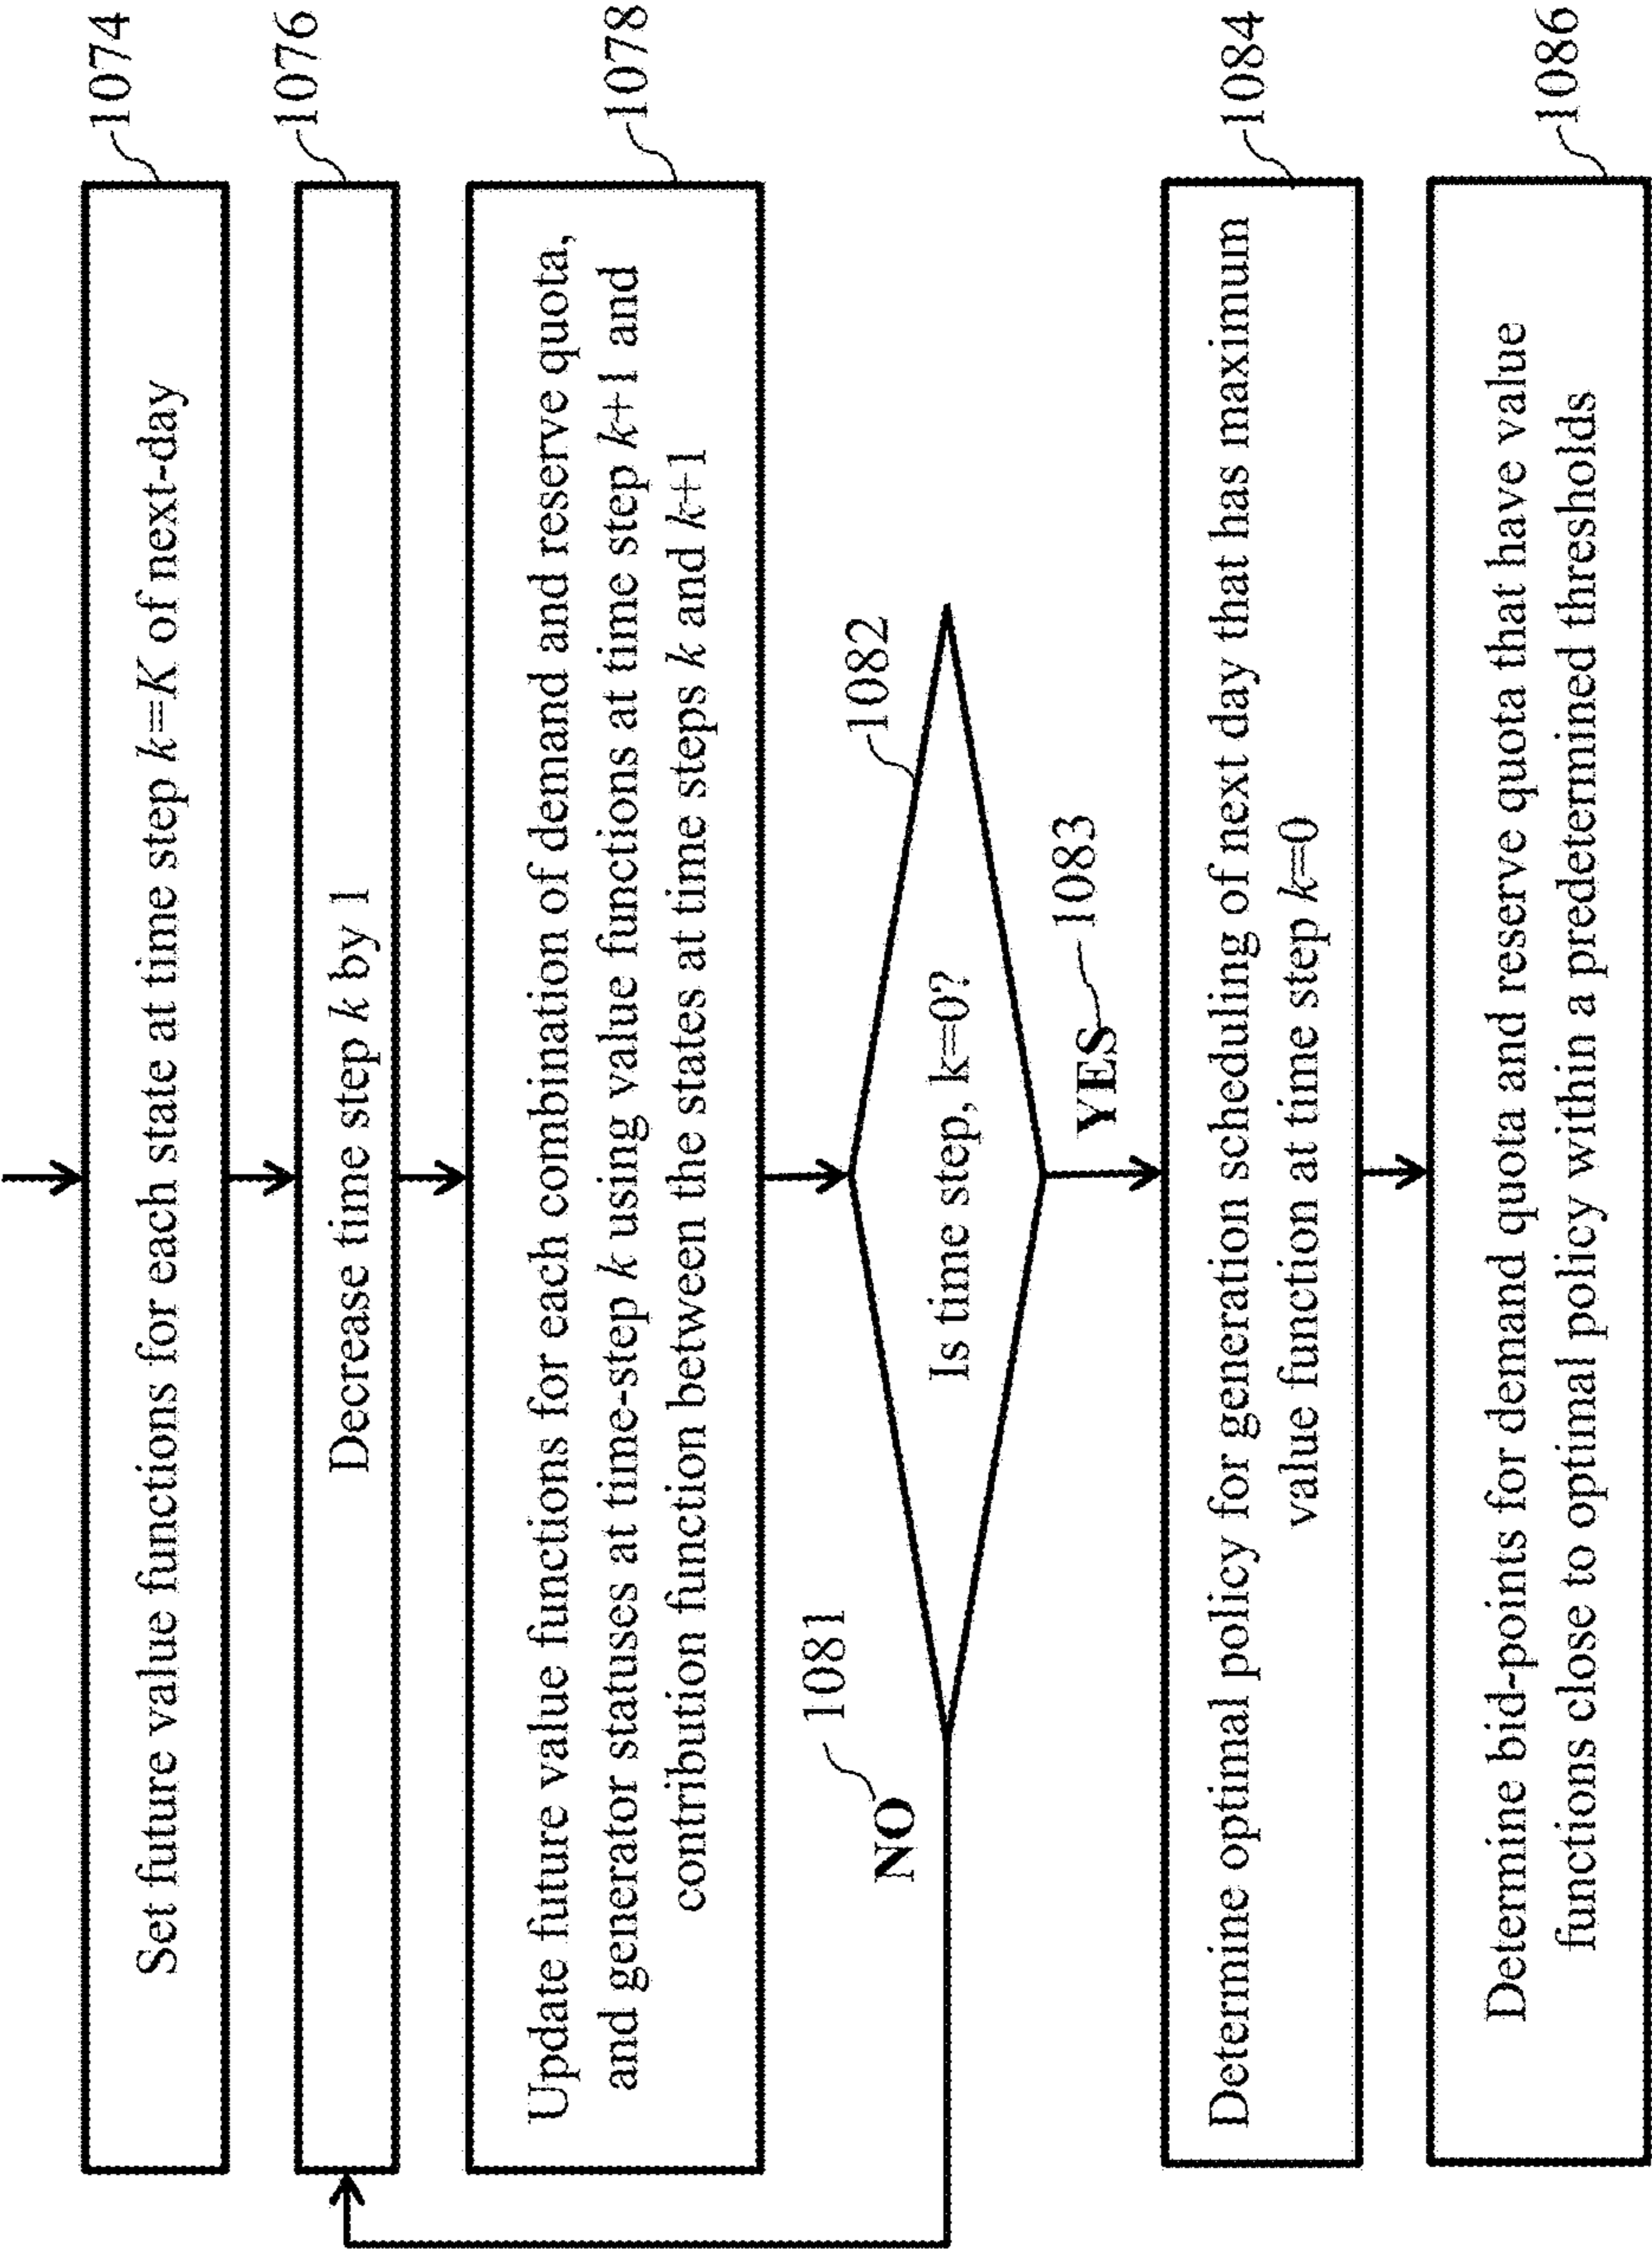 Set future value functions for each state at time step k=K of next-day
1074
Decrease time step k by 1
1076
Update future value functions for each combination of demand and reserve quota,
and generator statuses at time-step k using value functions at time step k+1 and
contribution function between the states at time steps k and k+1
1078
Is time step, k=0?
1082
NO
1081
YES
1083
Determine optimal policy for generation scheduling of next day that has maximum
value function at time step k=0
1084
Determine bid-points for demand quota and reserve quota that have value
functions close to optimal policy within a predetermined thresholds
1086